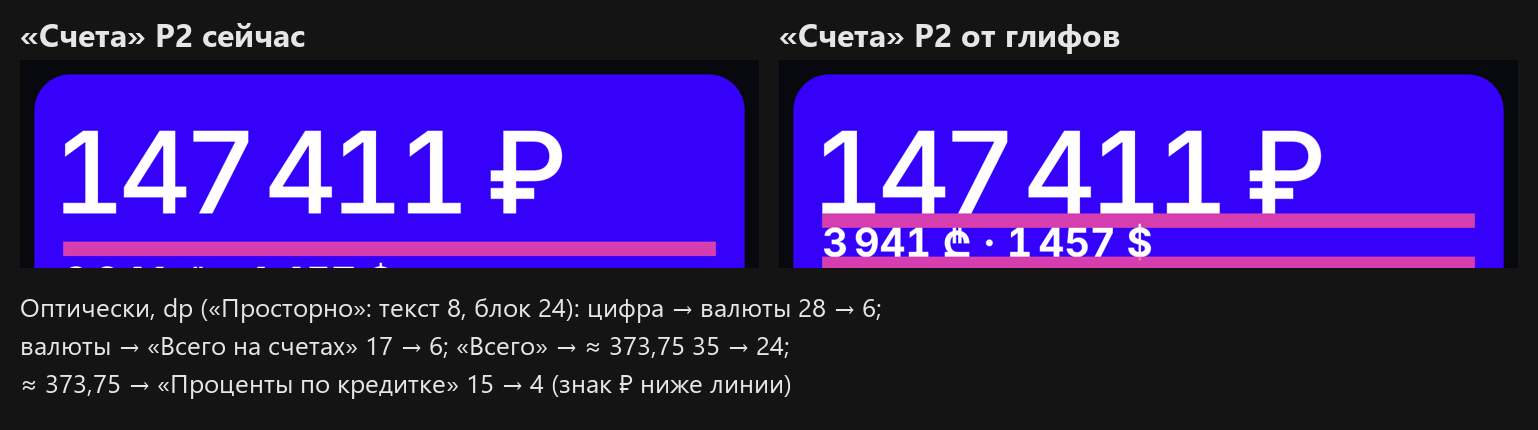 «Счета» P2 сейчас
147 411 ₽
«Счета» P2 от глифов
147 411 ₽
3 941 ₾ · 1 457 $
Оптически, dp («Просторно»: текст 8, блок 24): цифра → валюты 28 → 6;
валюты → «Всего на счетах» 17 → 6; «Всего» → ≈ 373,75 35 → 24;
≈ 373,75 → «Проценты по кредитке» 15 → 4 (знак ₽ ниже линии)